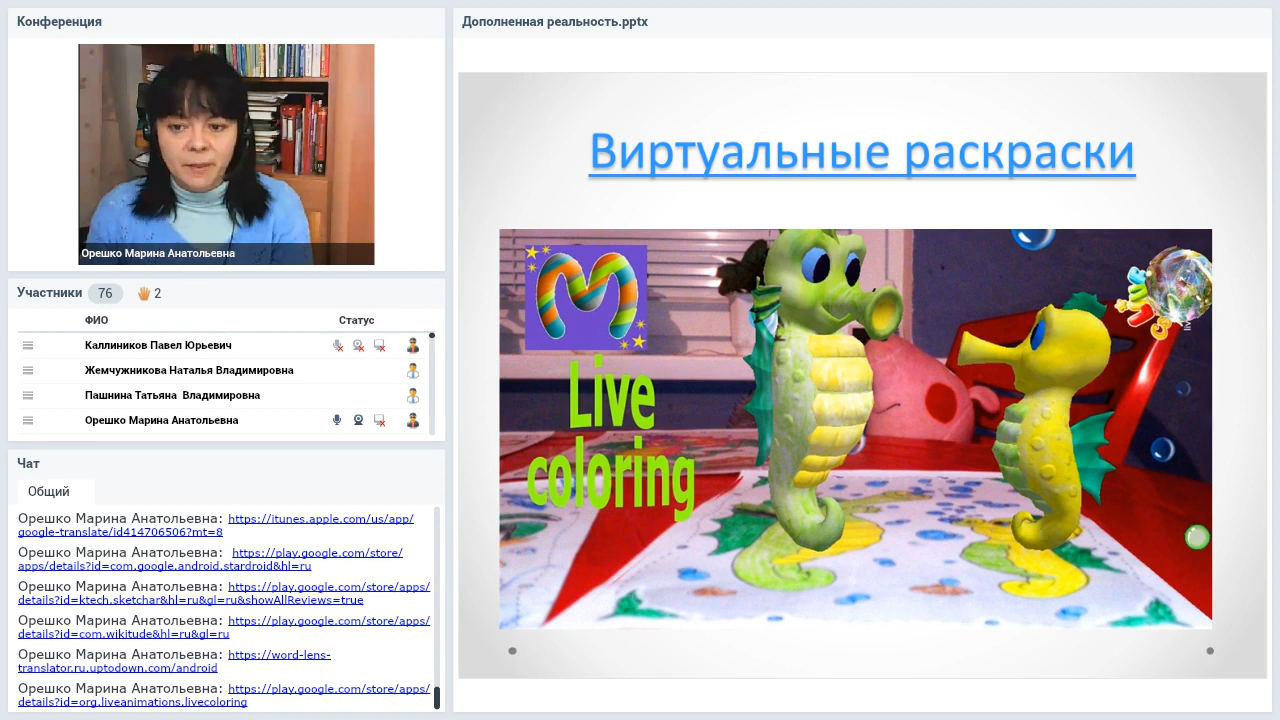 Конференция
Орешко Марина Анатольевна
Участники 76 2
ФИО Статус
Каллиников Павел Юрьевич
Жемчужникова Наталья Владимировна
Пашнина Татьяна Владимировна
Орешко Марина Анатольевна
Чат
Общий
Орешко Марина Анатольевна: https://itunes.apple.com/us/app/
google-translate/id414706506?mt=8
Орешко Марина Анатольевна: https://play.google.com/store/
apps/details?id=com.google.android.stardroid&hl=ru
Орешко Марина Анатольевна: https://play.google.com/store/apps/
details?id=ktech.sketchar&hl=ru&gl=ru&showAllReviews=true
Орешко Марина Анатольевна: https://play.google.com/store/apps/
details?id=com.wikitude&hl=ru&gl=ru
Орешко Марина Анатольевна: https://word-lens-
translator.ru.uptodown.com/android
Орешко Марина Анатольевна: https://play.google.com/store/apps/
details?id=org.liveanimations.livecoloring
Дополненная реальность.pptx
Виртуальные раскраски
Live
coloring